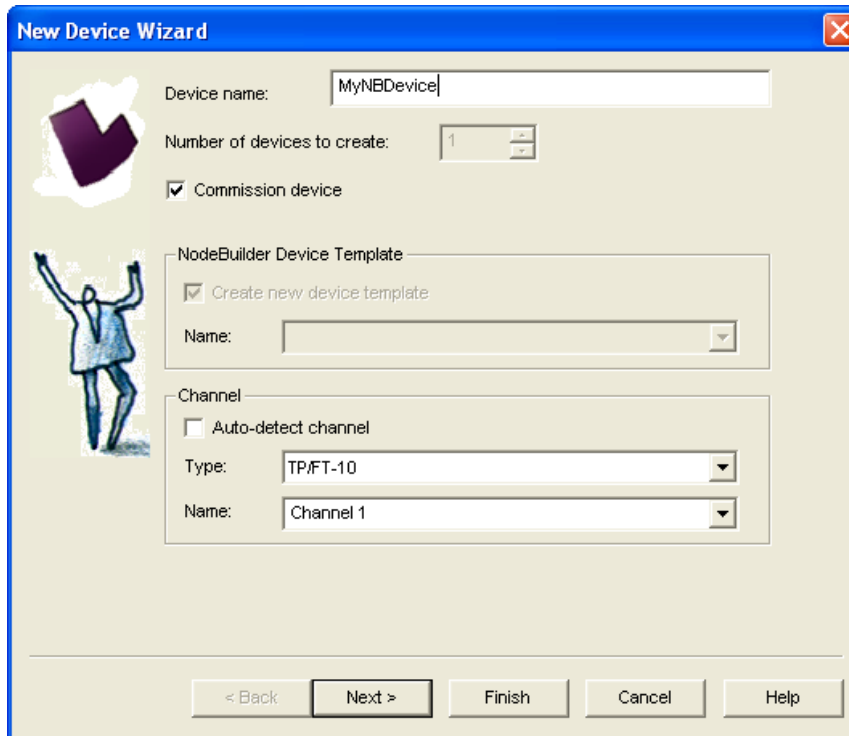 New Device Wizard
Device name: MyNBDevice
Number of devices to create: 1
Commission device
NodeBuilder Device Template
Create new device template
Name:
Channel
Auto-detect channel
Type: TP/FT-10
Name: Channel 1
< Back Next > Finish Cancel Help